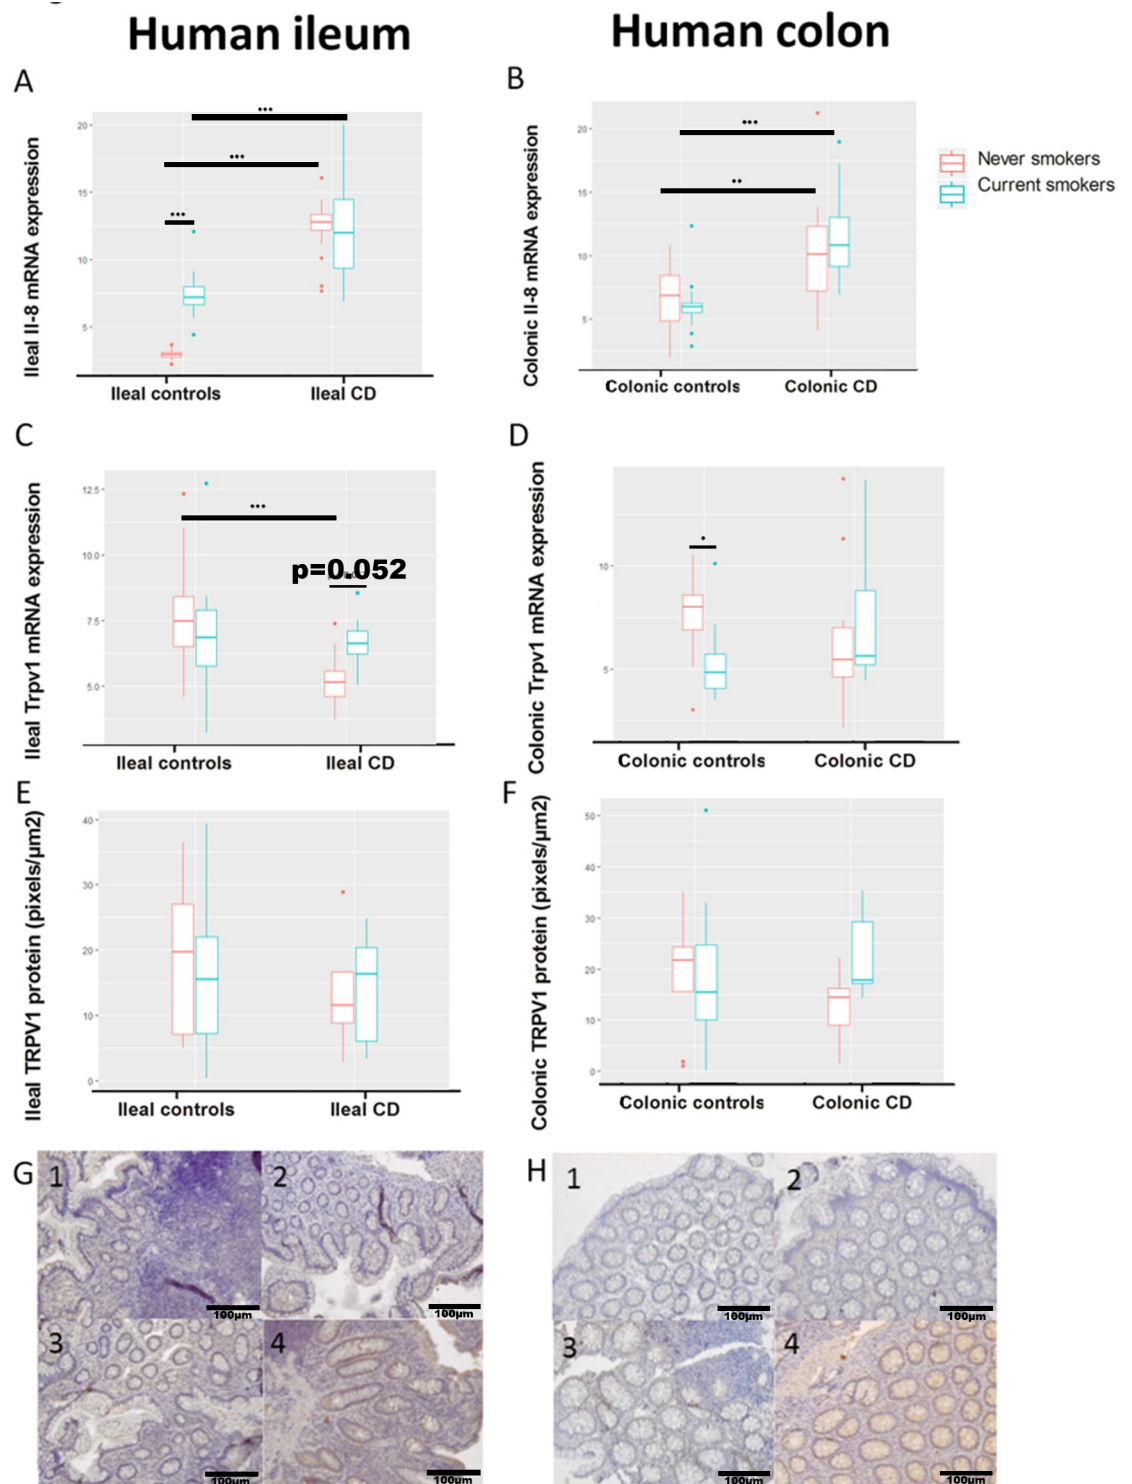 Human ileum
Human colon
A
B
Ileal Il-8 mRNA expression
20
15
10
5
•••
•••
•••
Ileal controls
Ileal CD
Colonic Il-8 mRNA expression
20
15
10
5
•••
••
Colonic controls
Colonic CD
Never smokers
Current smokers
C
D
Ileal Trpv1 mRNA expression
12.5
10.0
7.5
5.0
•••
p=0.052
Ileal controls
Ileal CD
Colonic Trpv1 mRNA expression
10
5
•
Colonic controls
Colonic CD
E
F
Ileal TRPV1 protein (pixels/µm2)
40
30
20
10
0
Ileal controls
Ileal CD
Colonic TRPV1 protein (pixels/µm2)
50
40
30
20
10
0
Colonic controls
Colonic CD
G
1
2
100µm
100µm
3
4
100µm
100µm
H
1
2
100µm
100µm
3
4
100µm
100µm